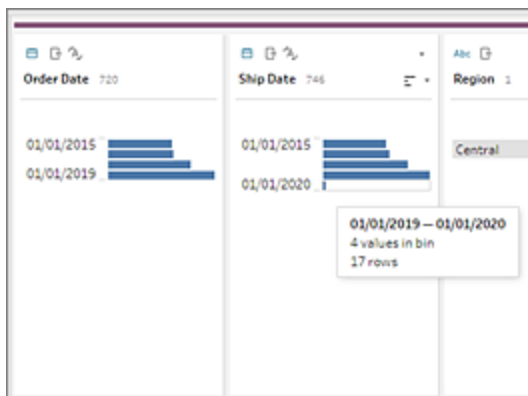 Order Date 720
01/01/2015
01/01/2019
Ship Date 746
01/01/2015
01/01/2020
01/01/2019 — 01/01/2020
4 values in bin
17 rows
Abc
Region 1
Central